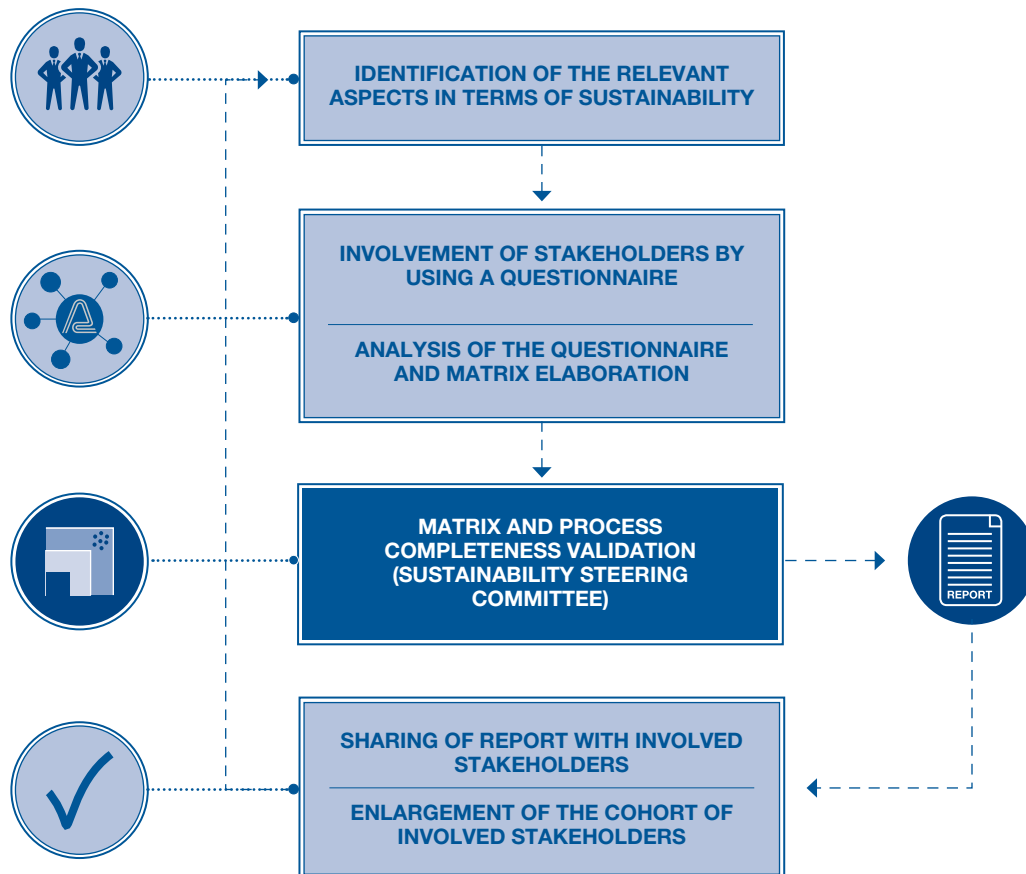 IDENTIFICATION OF THE RELEVANT
ASPECTS IN TERMS OF SUSTAINABILITY
INVOLVEMENT OF STAKEHOLDERS BY
USING A QUESTIONNAIRE
ANALYSIS OF THE QUESTIONNAIRE
AND MATRIX ELABORATION
MATRIX AND PROCESS
COMPLETENESS VALIDATION
(SUSTAINABILITY STEERING
COMMITTEE)
REPORT
SHARING OF REPORT WITH INVOLVED
STAKEHOLDERS
ENLARGEMENT OF THE COHORT OF
INVOLVED STAKEHOLDERS